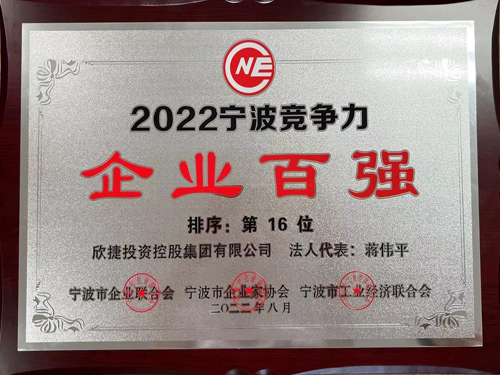 NE
2022宁波竞争力
企业百强
排序：第 16 位
欣捷投资控股集团有限公司 法人代表：蒋伟平
宁波市企业联合会 宁波市企业家协会 宁波市工业经济联合会
二〇二二年八月